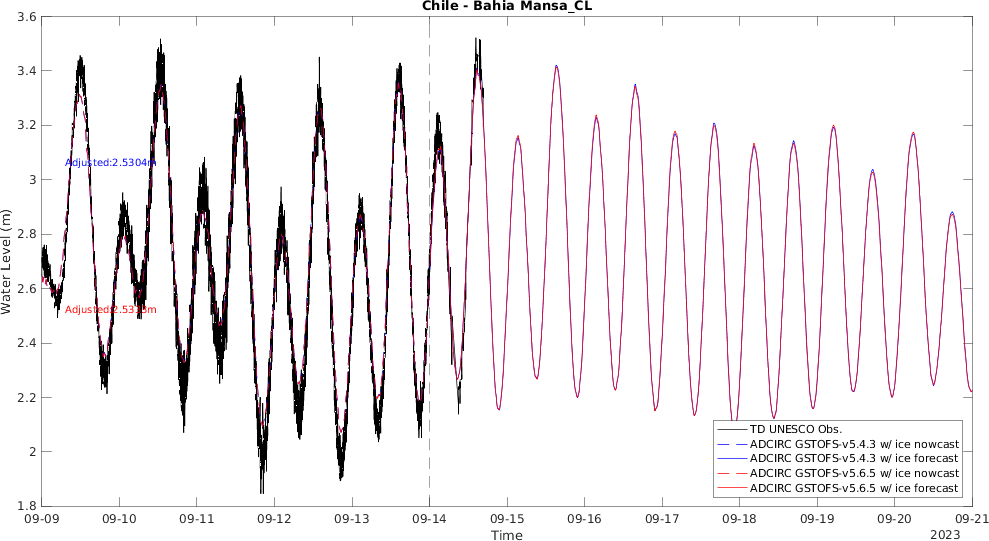 Chile - Bahia Mansa_CL
3.6
3.4
3.2
3
2.8
2.6
2.4
2.2
2
1.8
Water Level (m)
Adjusted:2.5304m
09-09
09-10
09-11
09-12
09-13
09-14
09-15
09-16
09-17
09-18
09-19
09-20
09-21
Time
2023
TD UNESCO Obs.
ADCIRC GSTOFS-v5.4.3 w/ ice nowcast
ADCIRC GSTOFS-v5.4.3 w/ ice forecast
ADCIRC GSTOFS-v5.6.5 w/ ice nowcast
ADCIRC GSTOFS-v5.6.5 w/ ice forecast